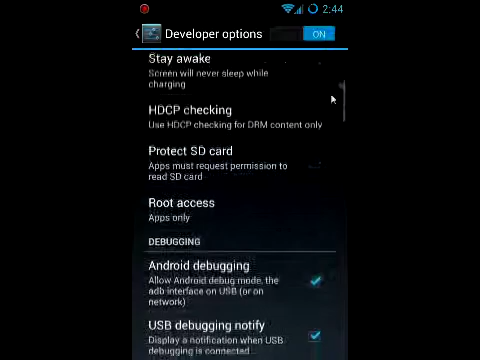 2:44
Developer options
ON
Stay awake
Screen will never sleep while
charging
HDCP checking
Use HDCP checking for DRM content only
Protect SD card
Apps must request permission to
read SD card
Root access
Apps only
DEBUGGING
Android debugging
Allow Android debug mode, the
adb interface on USB (or on
network)
USB debugging notify
Display a notification when USB
debugging is connected